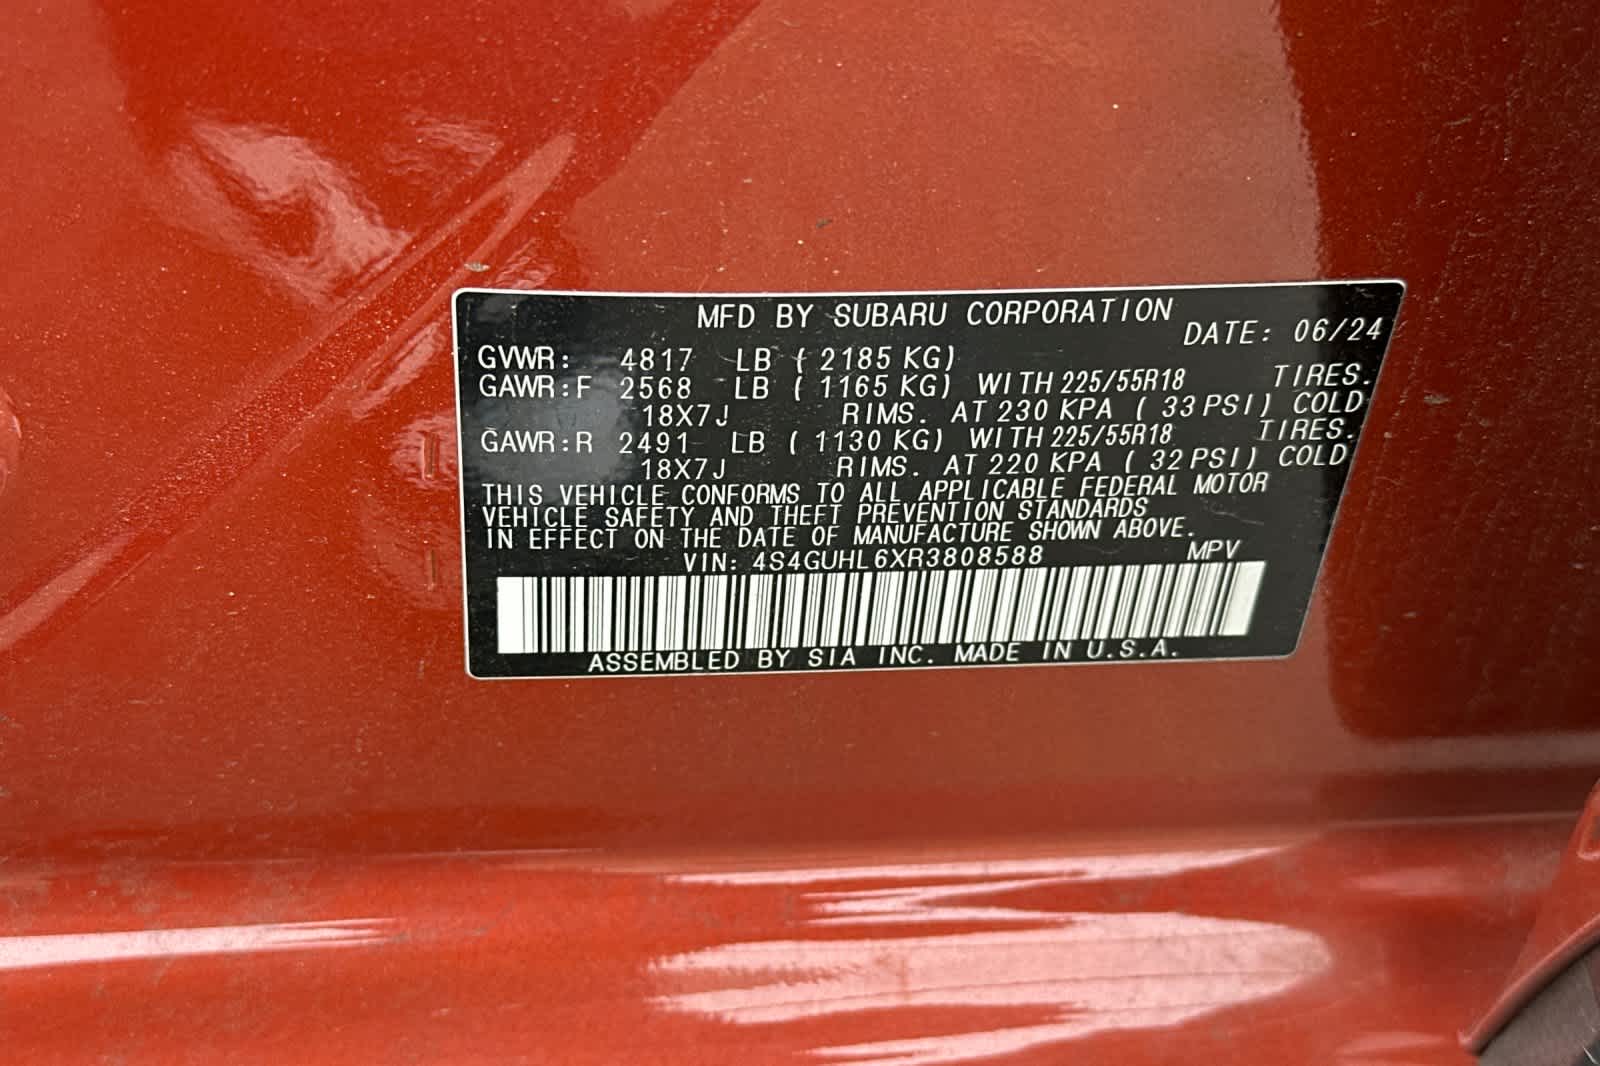 MFD BY SUBARU CORPORATION
DATE: 06/24
GVWR: 4817 LB ( 2185 KG)
GAWR:F 2568 LB ( 1165 KG) WITH 225/55R18 TIRES.
18X7J RIMS. AT 230 KPA ( 33 PSI) COLD
GAWR:R 2491 LB ( 1130 KG) WITH 225/55R18 TIRES.
18X7J RIMS. AT 220 KPA ( 32 PSI) COLD
THIS VEHICLE CONFORMS TO ALL APPLICABLE FEDERAL MOTOR
VEHICLE SAFETY AND THEFT PREVENTION STANDARDS
IN EFFECT ON THE DATE OF MANUFACTURE SHOWN ABOVE.
VIN: 4S4GUHL6XR3808588 MPV
ASSEMBLED BY SIA INC. MADE IN U.S.A.